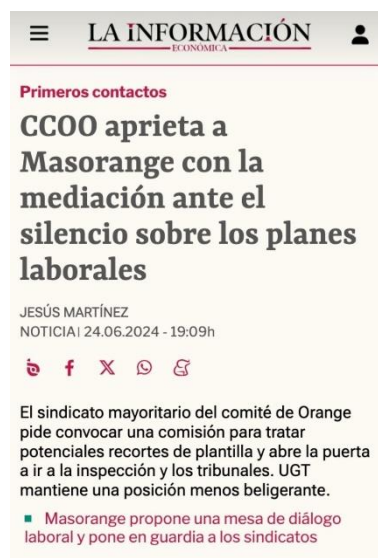 LA INFORMACIÓN
ECONÓMICA
Primeros contactos
CCOO aprieta a
Masorange con la
mediación ante el
silencio sobre los planes
laborales
JESÚS MARTÍNEZ
NOTICIA| 24.06.2024 - 19:09h
El sindicato mayoritario del comité de Orange
pide convocar una comisión para tratar
potenciales recortes de plantilla y abre la puerta
a ir a la inspección y los tribunales. UGT
mantiene una posición menos beligerante.
Masorange propone una mesa de diálogo
laboral y pone en guardia a los sindicatos